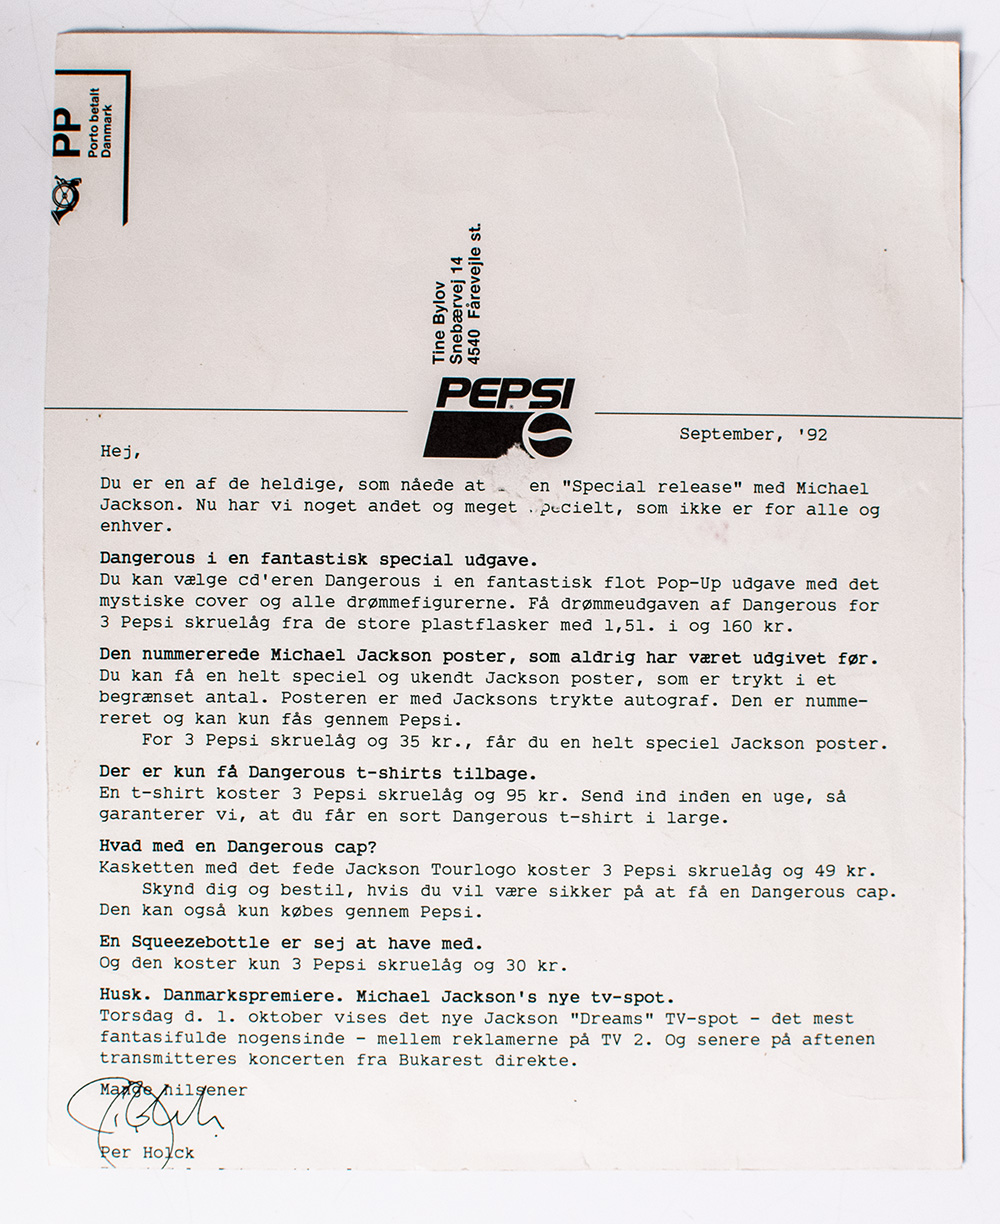 PP
Porto betalt
Danmark
Tine Bylov
Snebærvej 14
4540 Fårevejle st.
PEPSI
September, '92
Hej,
Du er en af de heldige, som nåede at en "Special release" med Michael
Jackson. Nu har vi noget andet og meget specielt, som ikke er for alle og
enhver.
Dangerous i en fantastisk special udgave.
Du kan vælge cd'eren Dangerous i en fantastisk flot Pop-Up udgave med det
mystiske cover og alle drømmefigurerne. Få drømmeudgaven af Dangerous for
3 Pepsi skruelåg fra de store plastflasker med 1,5l. i og 160 kr.
Den nummererede Michael Jackson poster, som aldrig har været udgivet før.
Du kan få en helt speciel og ukendt Jackson poster, som er trykt i et
begrænset antal. Posteren er med Jacksons trykte autograf. Den er numme-
reret og kan kun fås gennem Pepsi.
For 3 Pepsi skruelåg og 35 kr., får du en helt speciel Jackson poster.
Der er kun få Dangerous t-shirts tilbage.
En t-shirt koster 3 Pepsi skruelåg og 95 kr. Send ind inden en uge, så
garanterer vi, at du får en sort Dangerous t-shirt i large.
Hvad med en Dangerous cap?
Kasketten med det fede Jackson Tourlogo koster 3 Pepsi skruelåg og 49 kr.
Skynd dig og bestil, hvis du vil være sikker på at få en Dangerous cap.
Den kan også kun købes gennem Pepsi.
En Squeezebottle er sej at have med.
Og den koster kun 3 Pepsi skruelåg og 30 kr.
Husk. Danmarkspremiere. Michael Jackson's nye tv-spot.
Torsdag d. 1. oktober vises det nye Jackson "Dreams" TV-spot - det mest
fantasifulde nogensinde - mellem reklamerne på TV 2. Og senere på aftenen
transmitteres koncerten fra Bukarest direkte.
Mange hilsener
Per Holck